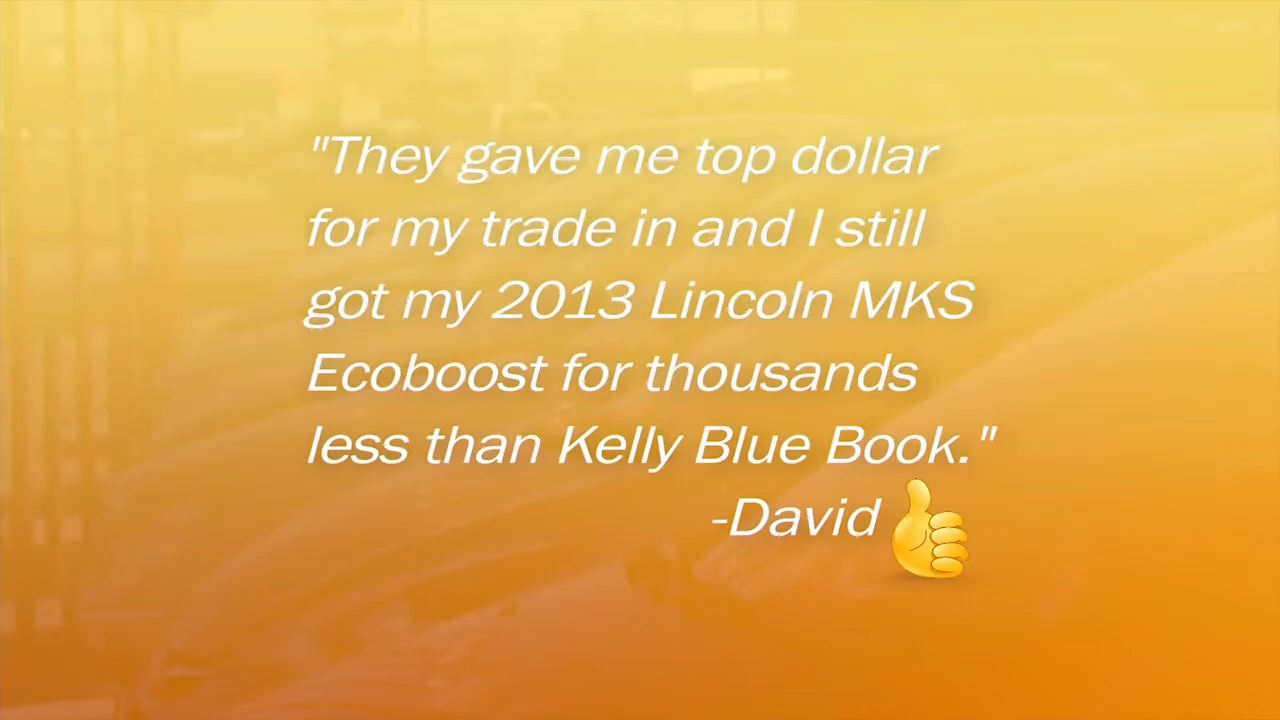 "They gave me top dollar
for my trade in and I still
got my 2013 Lincoln MKS
Ecoboost for thousands
less than Kelly Blue Book."
-David